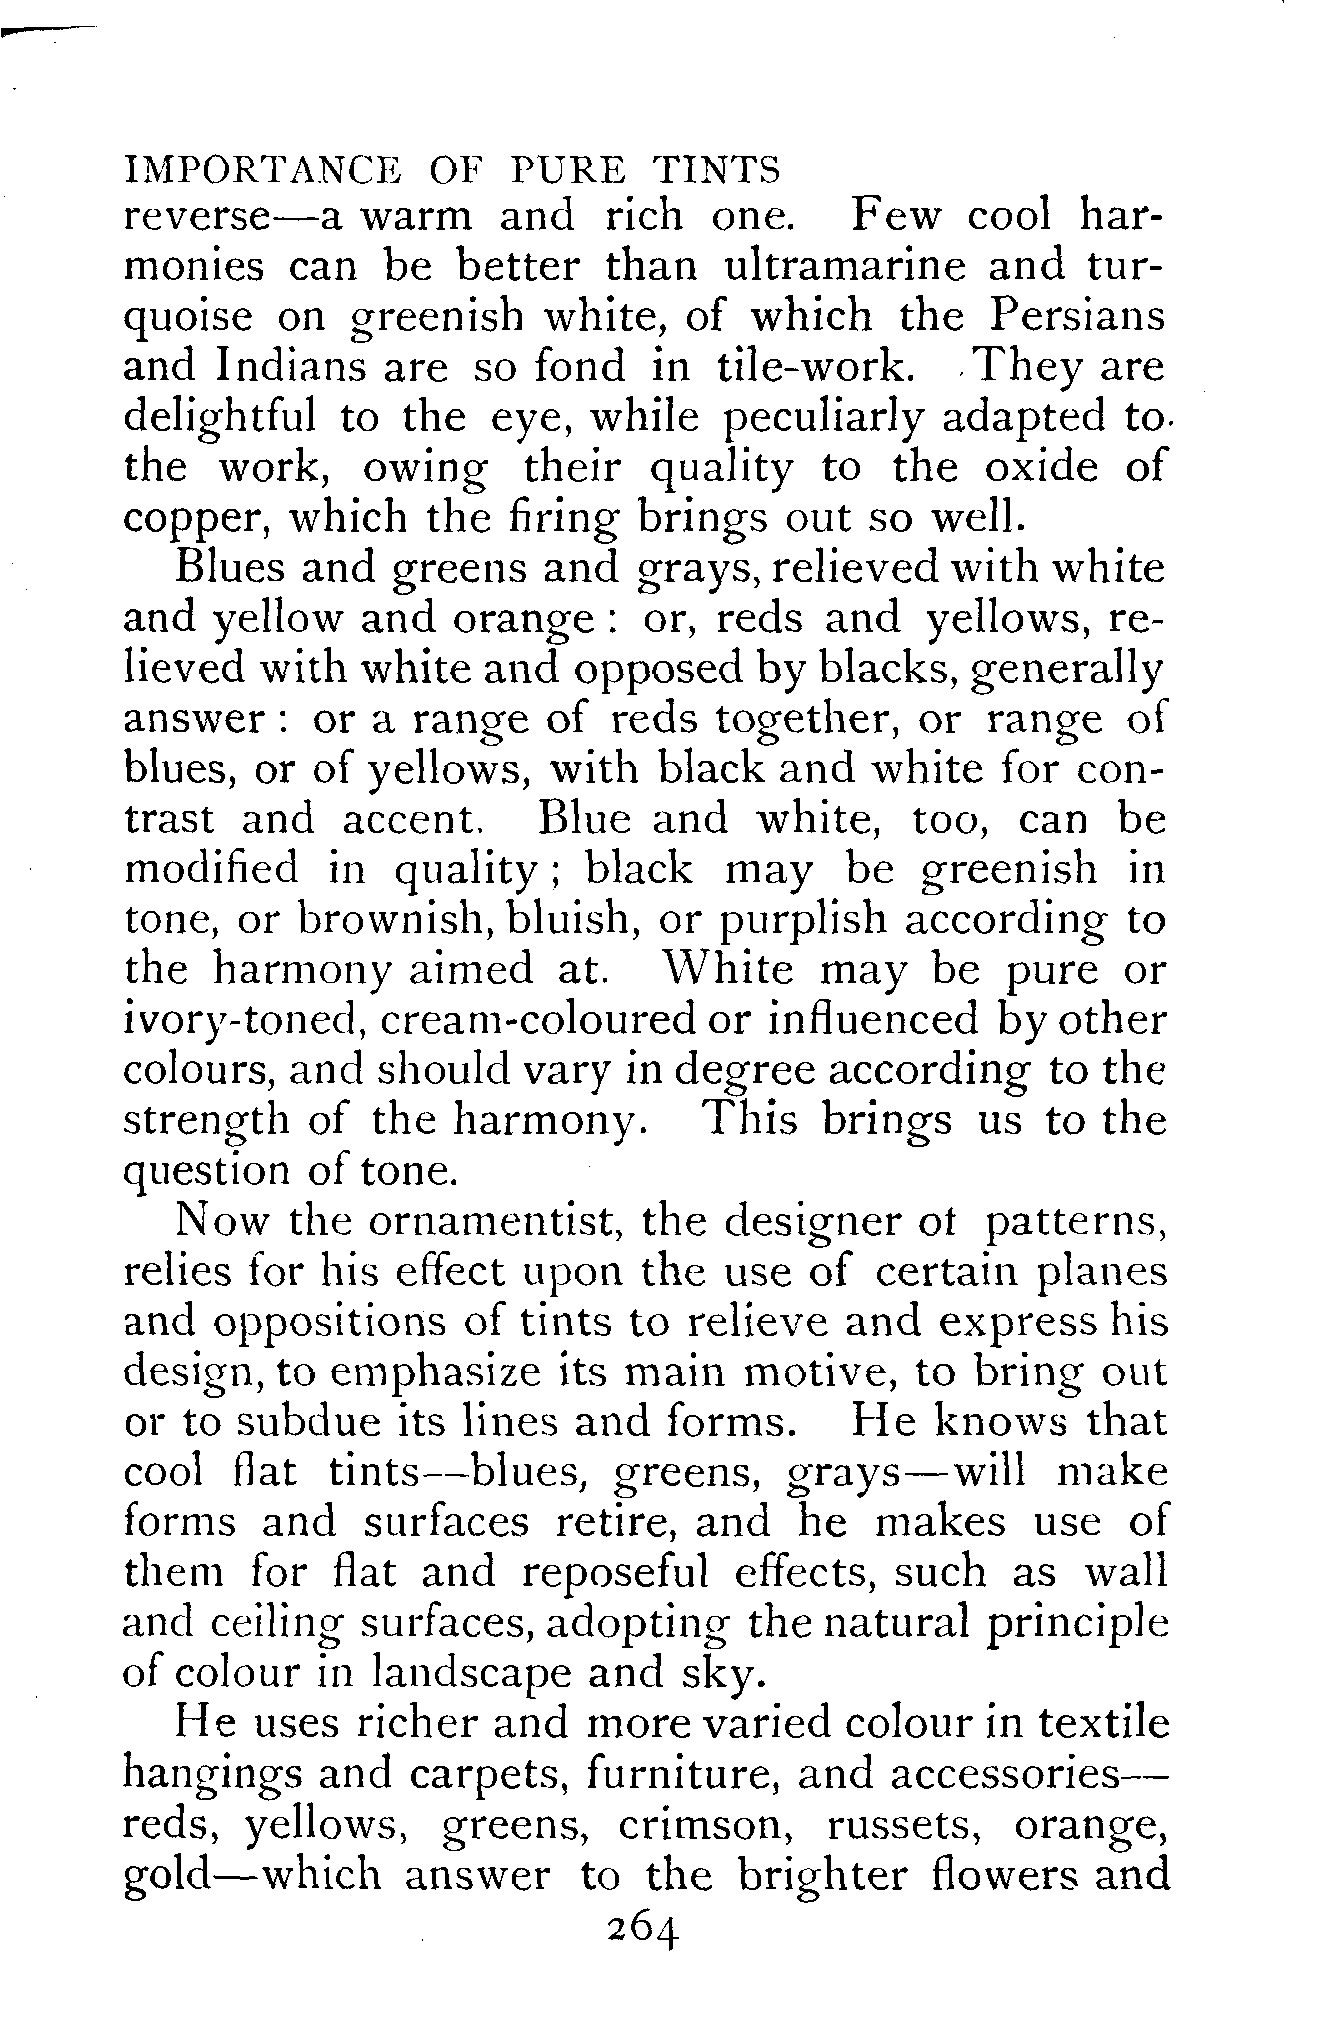 IMPORTANCE OF PURE TINTS
reverse—a warm and rich one. Few cool har-
monies can be better than ultramarine and tur-
quoise on greenish white, of which the Persians
and Indians are so fond in tile-work. They are
delightful to the eye, while peculiarly adapted to
the work, owing their quality to the oxide of
copper, which the firing brings out so well.
Blues and greens and grays, relieved with white
and yellow and orange : or, reds and yellows, re-
lieved with white and opposed by blacks, generally
answer : or a range of reds together, or range of
blues, or of yellows, with black and white for con-
trast and accent. Blue and white, too, can be
modified in quality ; black may be greenish in
tone, or brownish, bluish, or purplish according to
the harmony aimed at. White may be pure or
ivory-toned, cream-coloured or influenced by other
colours, and should vary in degree according to the
strength of the harmony. This brings us to the
question of tone.
Now the ornamentist, the designer of patterns,
relies for his effect upon the use of certain planes
and oppositions of tints to relieve and express his
design, to emphasize its main motive, to bring out
or to subdue its lines and forms. He knows that
cool flat tints—blues, greens, grays—will make
forms and surfaces retire, and he makes use of
them for flat and reposeful effects, such as wall
and ceiling surfaces, adopting the natural principle
of colour in landscape and sky.
He uses richer and more varied colour in textile
hangings and carpets, furniture, and accessories—
reds, yellows, greens, crimson, russets, orange,
gold—which answer to the brighter flowers and
264